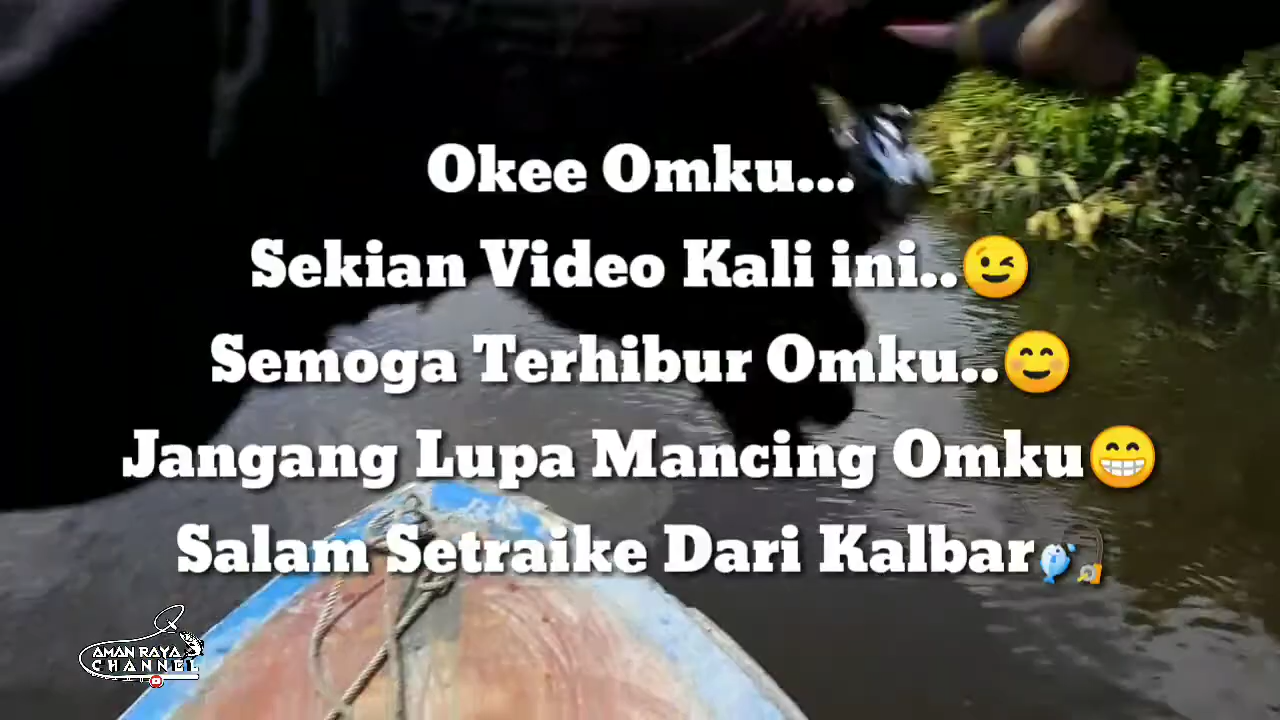 Okee Omku...
Sekian Video Kali ini..😉
Semoga Terhibur Omku..😊
Jangang Lupa Mancing Omku😁
Salam Setraike Dari Kalbar🎣
AMAN RAYA
CHANNEL